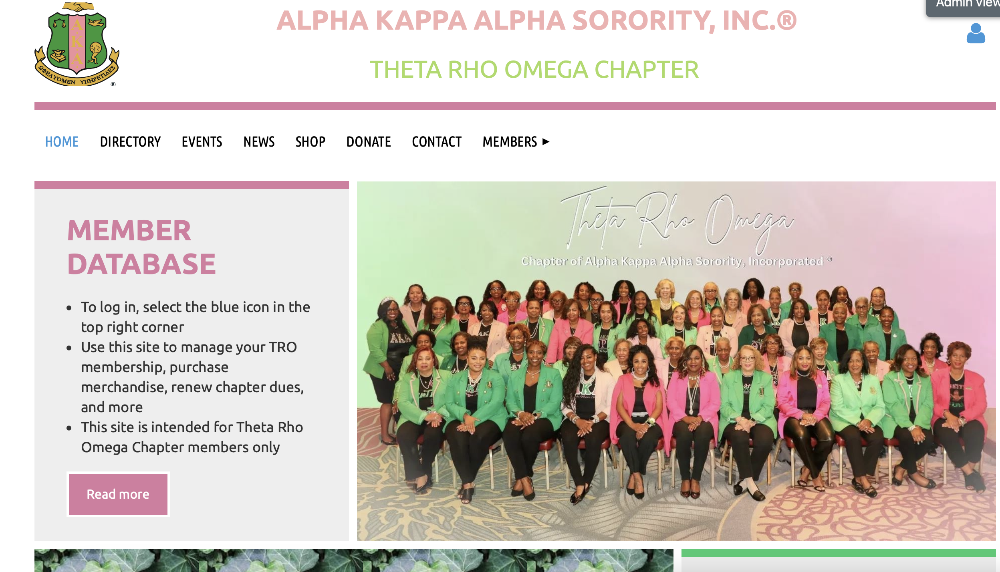 Admin View
ALPHA KAPPA ALPHA SORORITY, INC.®
THETA RHO OMEGA CHAPTER
Α
Κ
Α
ΩΦΕΛΥΟΜΕΝ ΥΠΗΡΕΤΙΔΕΣ
®
HOME DIRECTORY EVENTS NEWS SHOP DONATE CONTACT MEMBERS ►
MEMBER
DATABASE
• To log in, select the blue icon in the
top right corner
• Use this site to manage your TRO
membership, purchase
merchandise, renew chapter dues,
and more
• This site is intended for Theta Rho
Omega Chapter members only
Read more
Theta Rho Omega
Chapter of Alpha Kappa Alpha Sorority, Incorporated ®
AKA